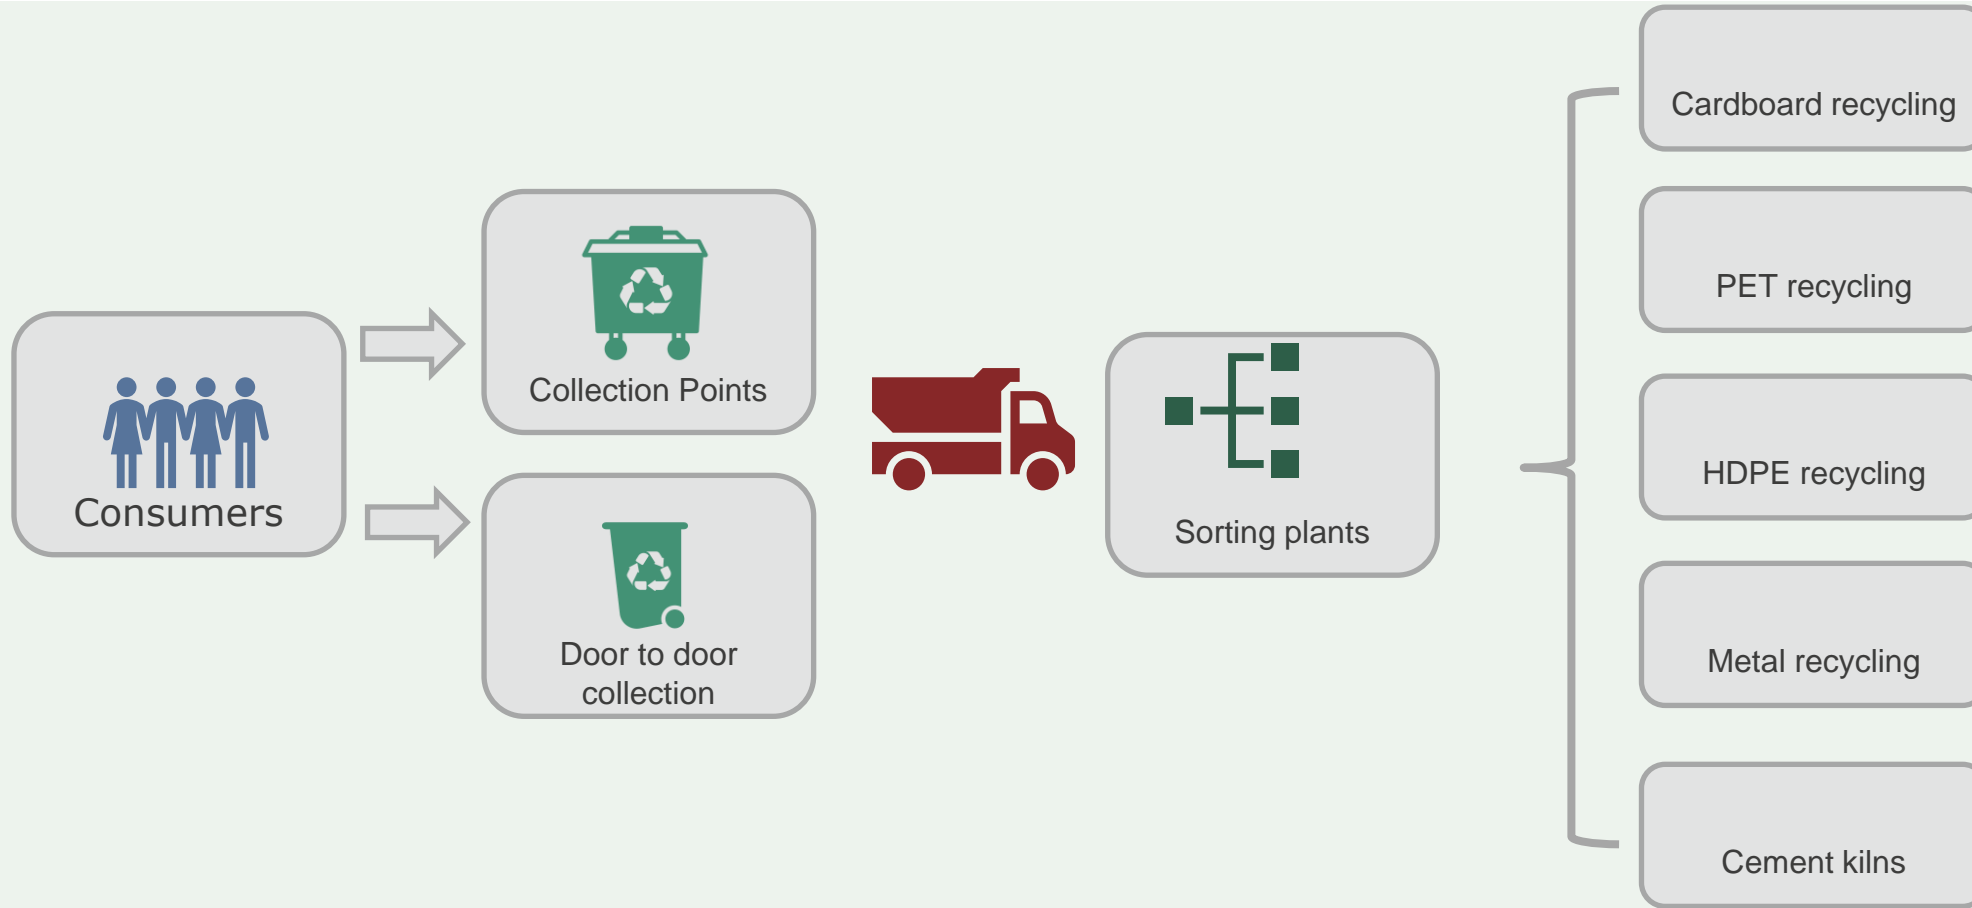 Consumers
Collection Points
Door to door
collection
Sorting plants
Cardboard recycling
PET recycling
HDPE recycling
Metal recycling
Cement kilns